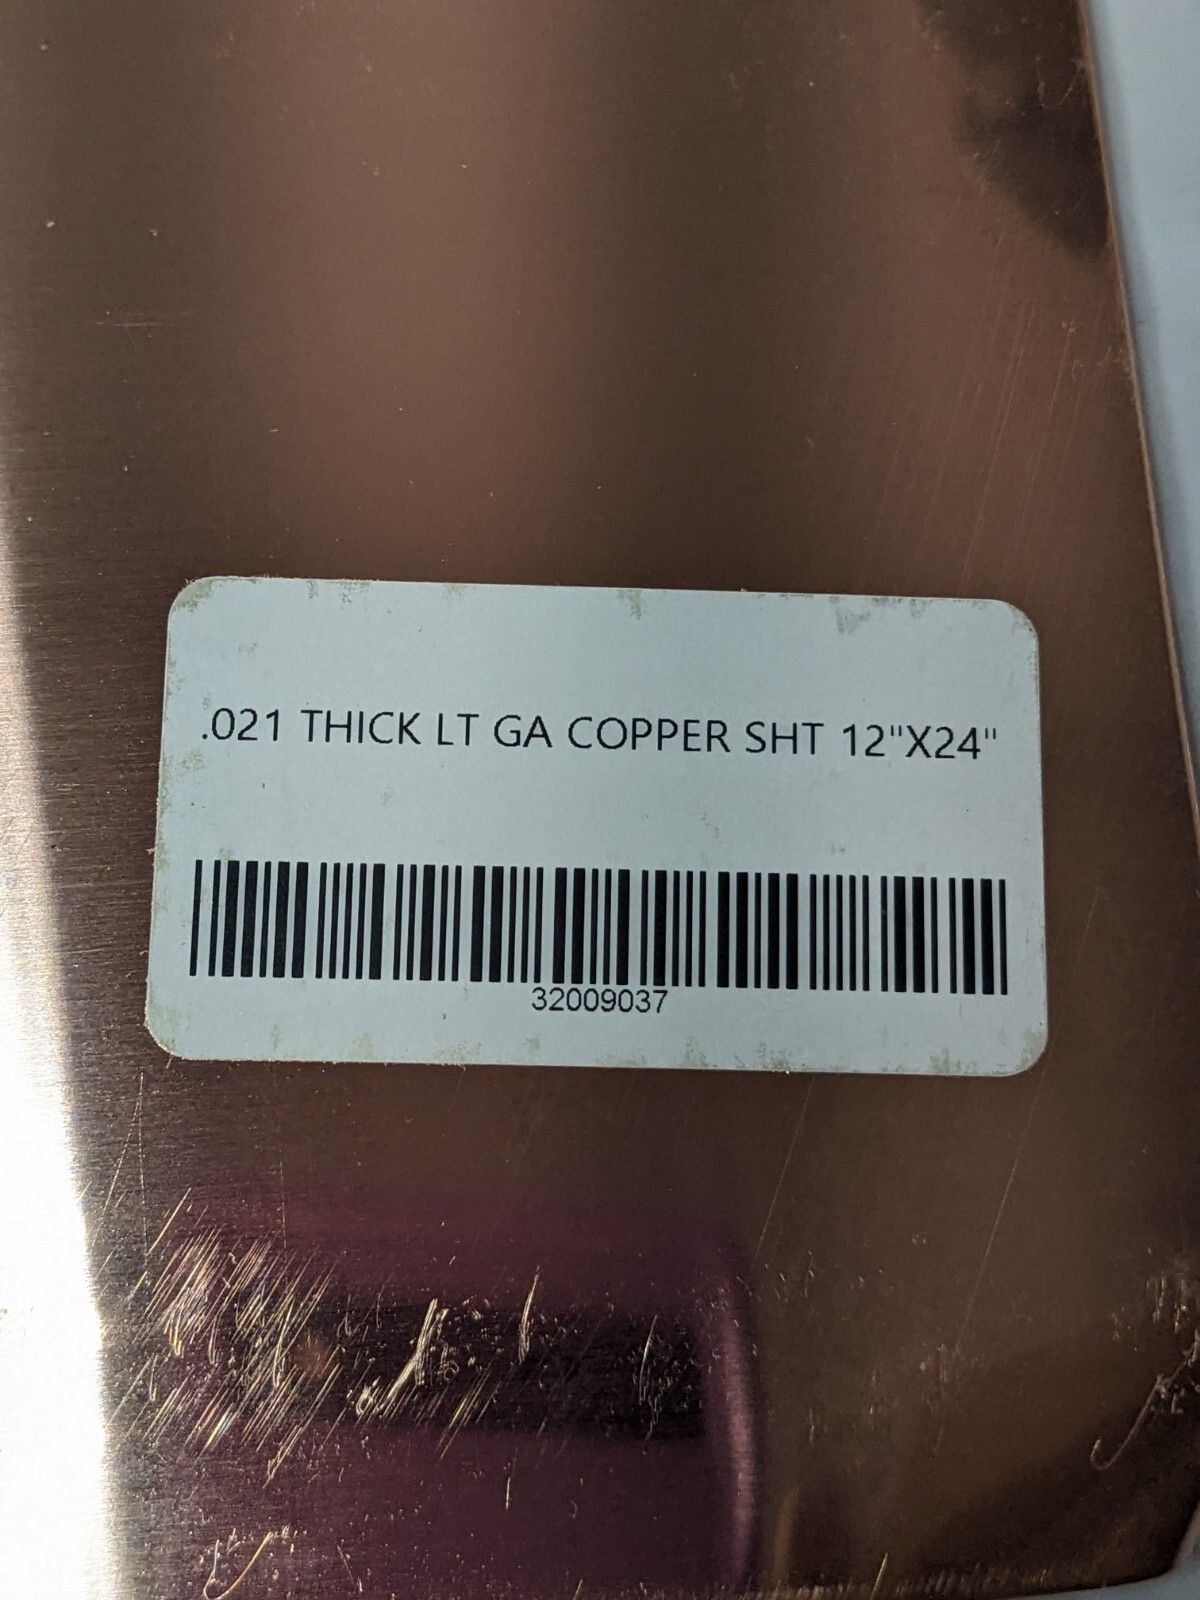 .021 THICK LT GA COPPER SHT 12"X24"
32009037